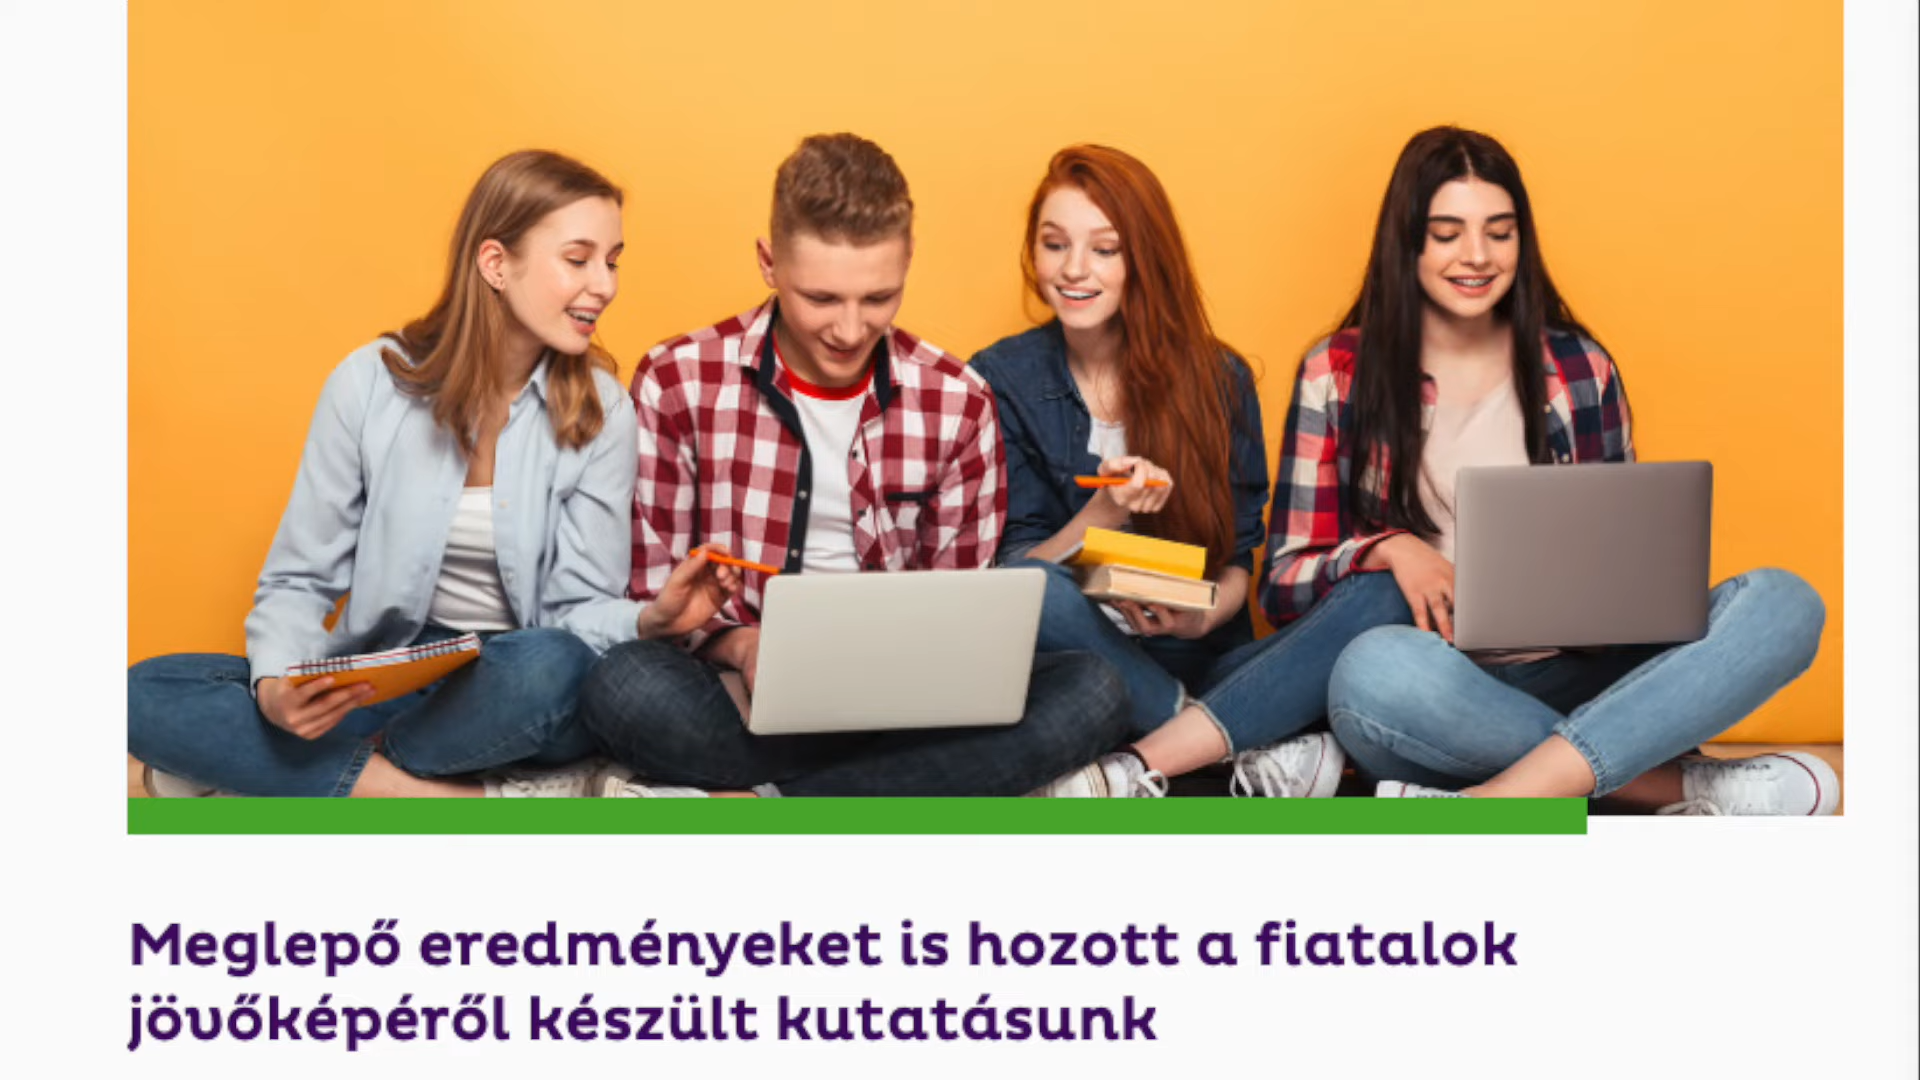 Meglepő eredményeket is hozott a fiatalok
jövőképéről készült kutatásunk